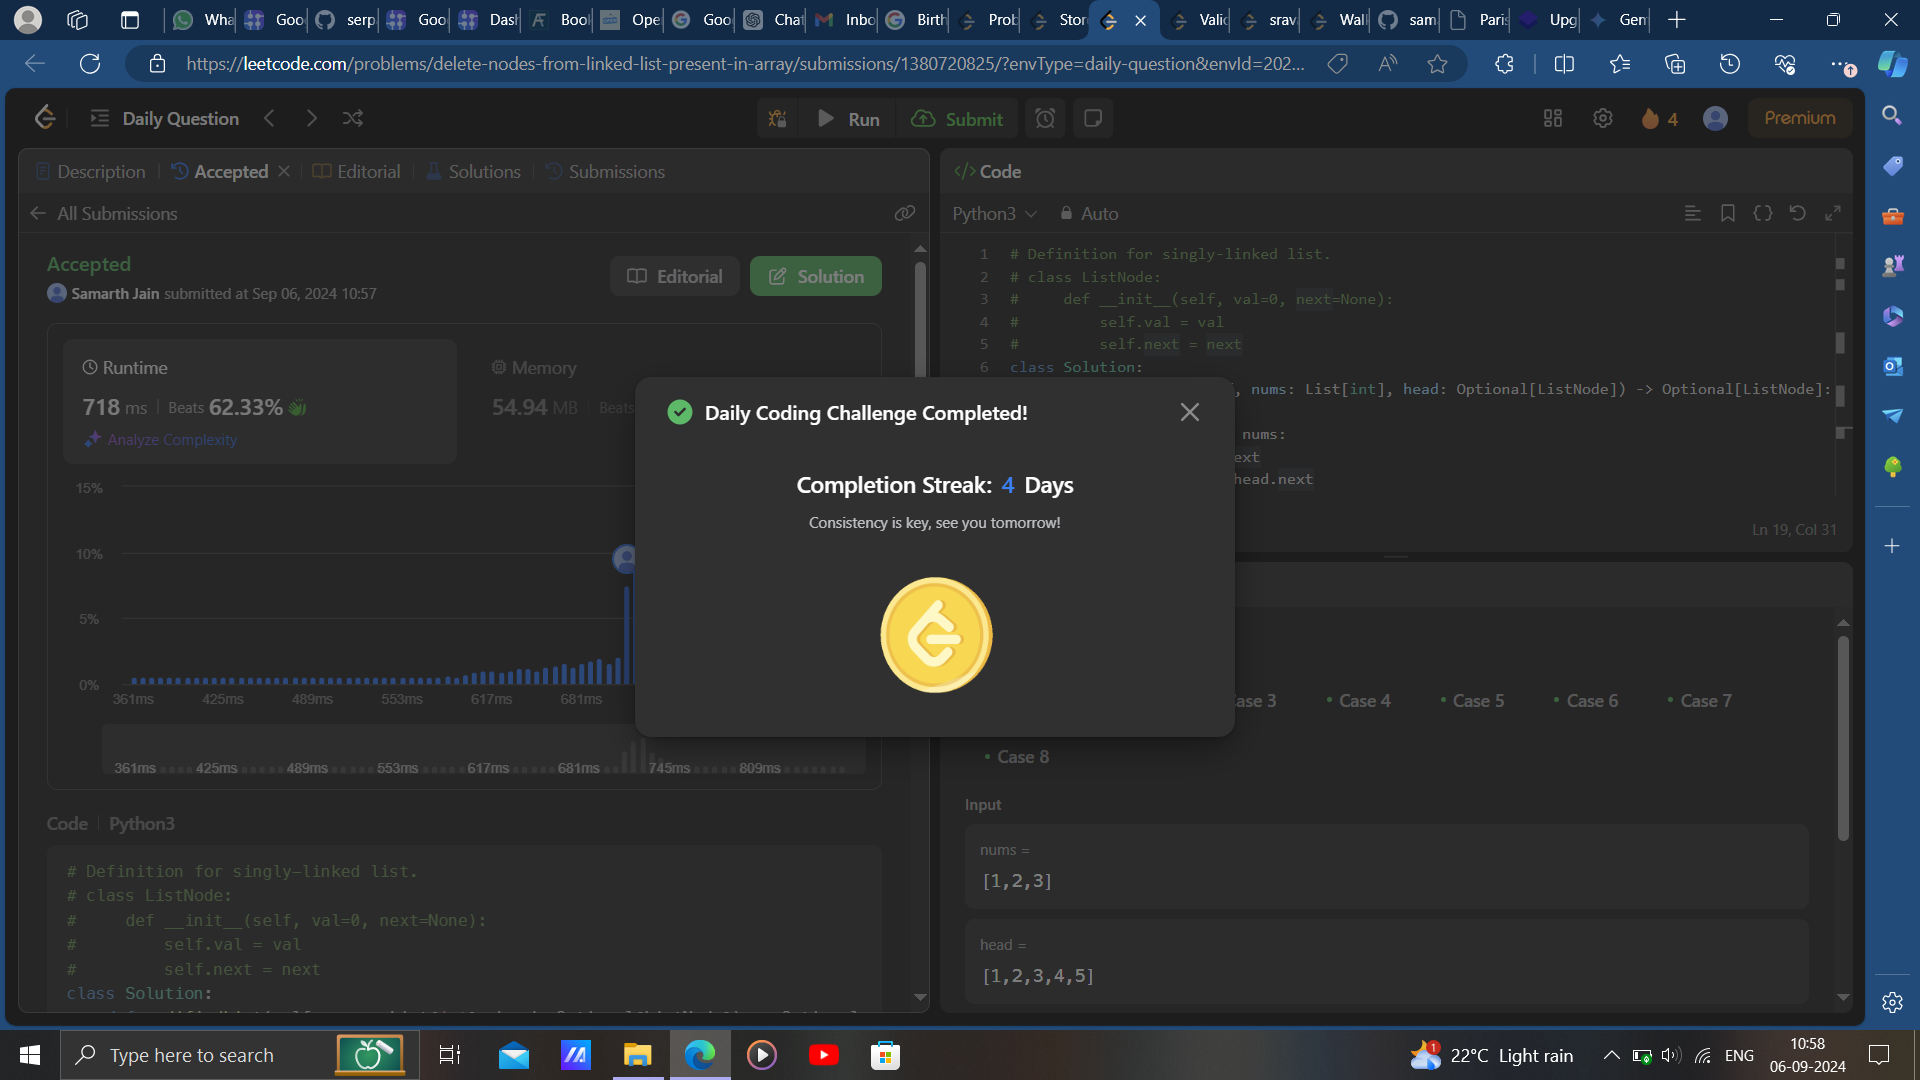 Wha
Goo
serp
Goo
Dash
Boo
Ope
Goo
Chat
Inbo
Birth
Prob
Stor
Valid
srav
Wall
sam
Paris
Upg
Gem
https://leetcode.com/problems/delete-nodes-from-linked-list-present-in-array/submissions/1380720825/?envType=daily-question&envId=202...
Daily Question
Run
Submit
4
Premium
Description
Accepted
Editorial
Solutions
Submissions
</> Code
All Submissions
Python3
Auto
Accepted
Samarth Jain submitted at Sep 06, 2024 10:57
Editorial
Solution
Runtime
718 ms | Beats 62.33%
Analyze Complexity
Memory
54.94 MB | Beats
15%
10%
5%
0%
361ms 425ms 489ms 553ms 617ms 681ms
361ms 425ms 489ms 553ms 617ms 681ms 745ms 809ms
Code | Python3
# Definition for singly-linked list.
# class ListNode:
#     def __init__(self, val=0, next=None):
#         self.val = val
#         self.next = next
class Solution:
1 # Definition for singly-linked list.
2 # class ListNode:
3 #     def __init__(self, val=0, next=None):
4 #         self.val = val
5 #         self.next = next
6 class Solution:
, nums: List[int], head: Optional[ListNode]) -> Optional[ListNode]:
nums:
ext
head.next
Ln 19, Col 31
Daily Coding Challenge Completed!
Completion Streak: 4 Days
Consistency is key, see you tomorrow!
ase 3
• Case 4
• Case 5
• Case 6
• Case 7
• Case 8
Input
nums =
[1,2,3]
head =
[1,2,3,4,5]
Type here to search
1
22°C Light rain
ENG
10:58
06-09-2024